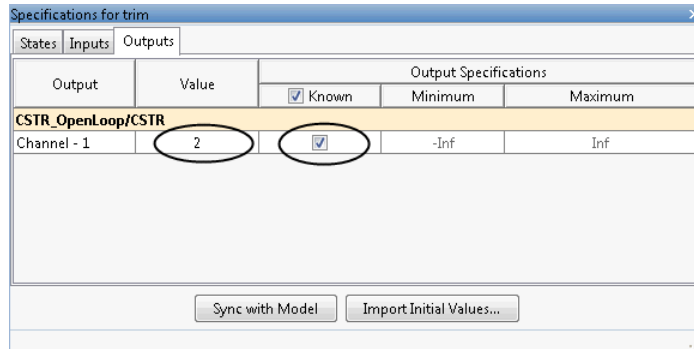 Specifications for trim
States Inputs Outputs
Output Value Output Specifications
Known Minimum Maximum
CSTR_OpenLoop/CSTR
Channel - 1 2 -Inf Inf
Sync with Model Import Initial Values...